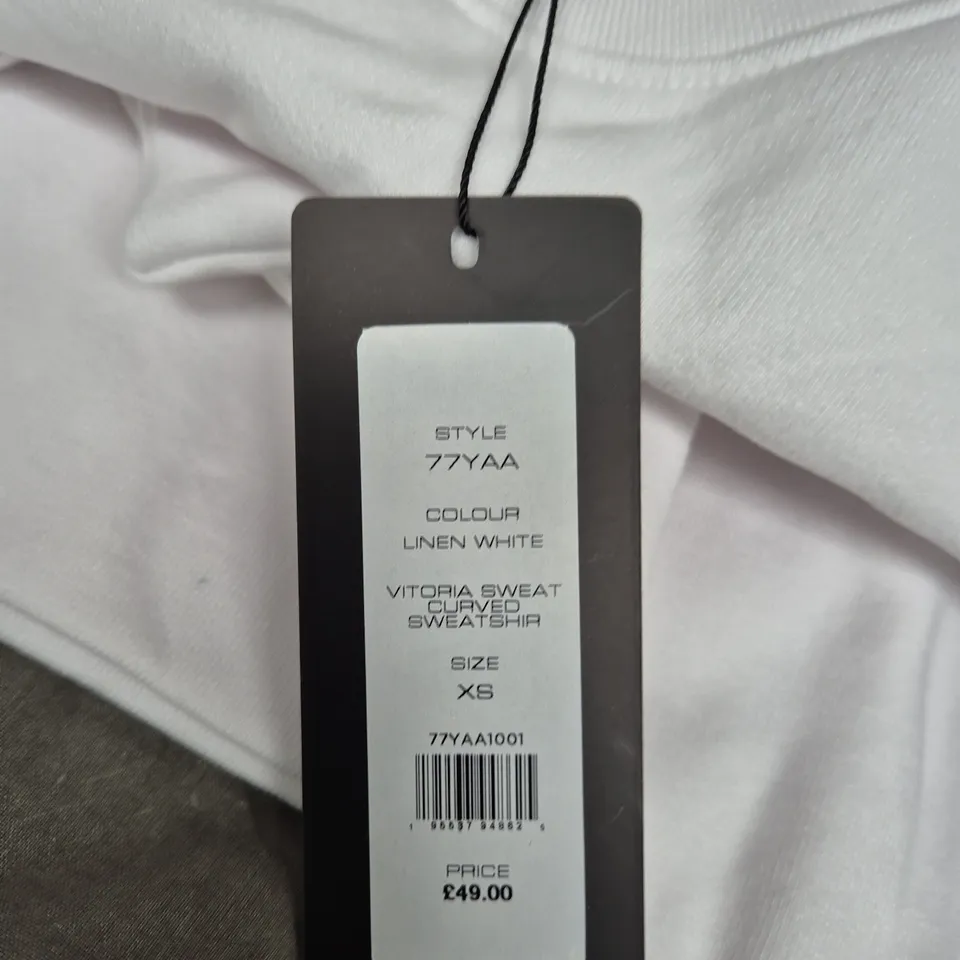 STYLE
77YAA
COLOUR
LINEN WHITE
VITORIA SWEAT
CURVED
SWEATSHIR
SIZE
XS
77YAA1001
PRICE
£49.00